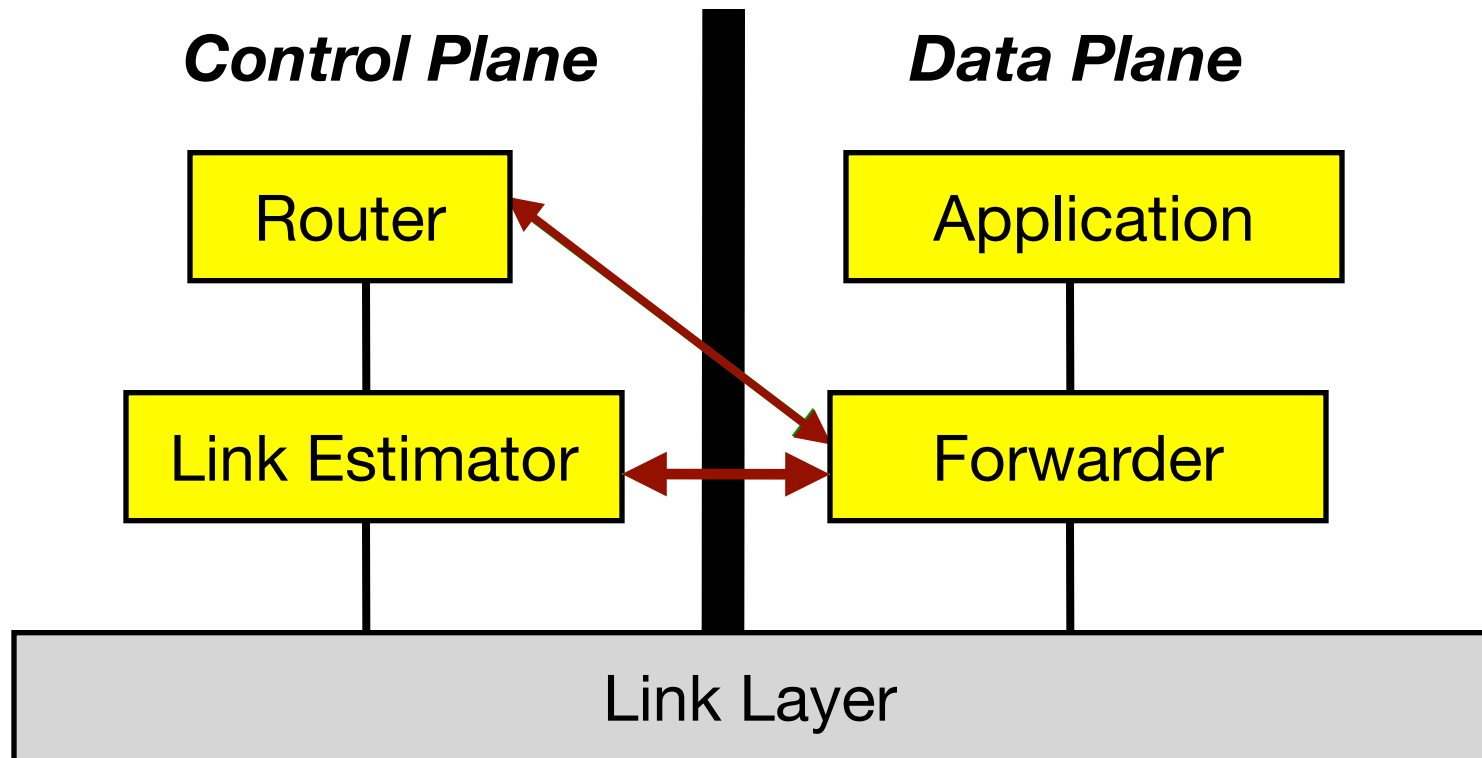 Control Plane
Data Plane
Router
Application
Link Estimator
Forwarder
Link Layer